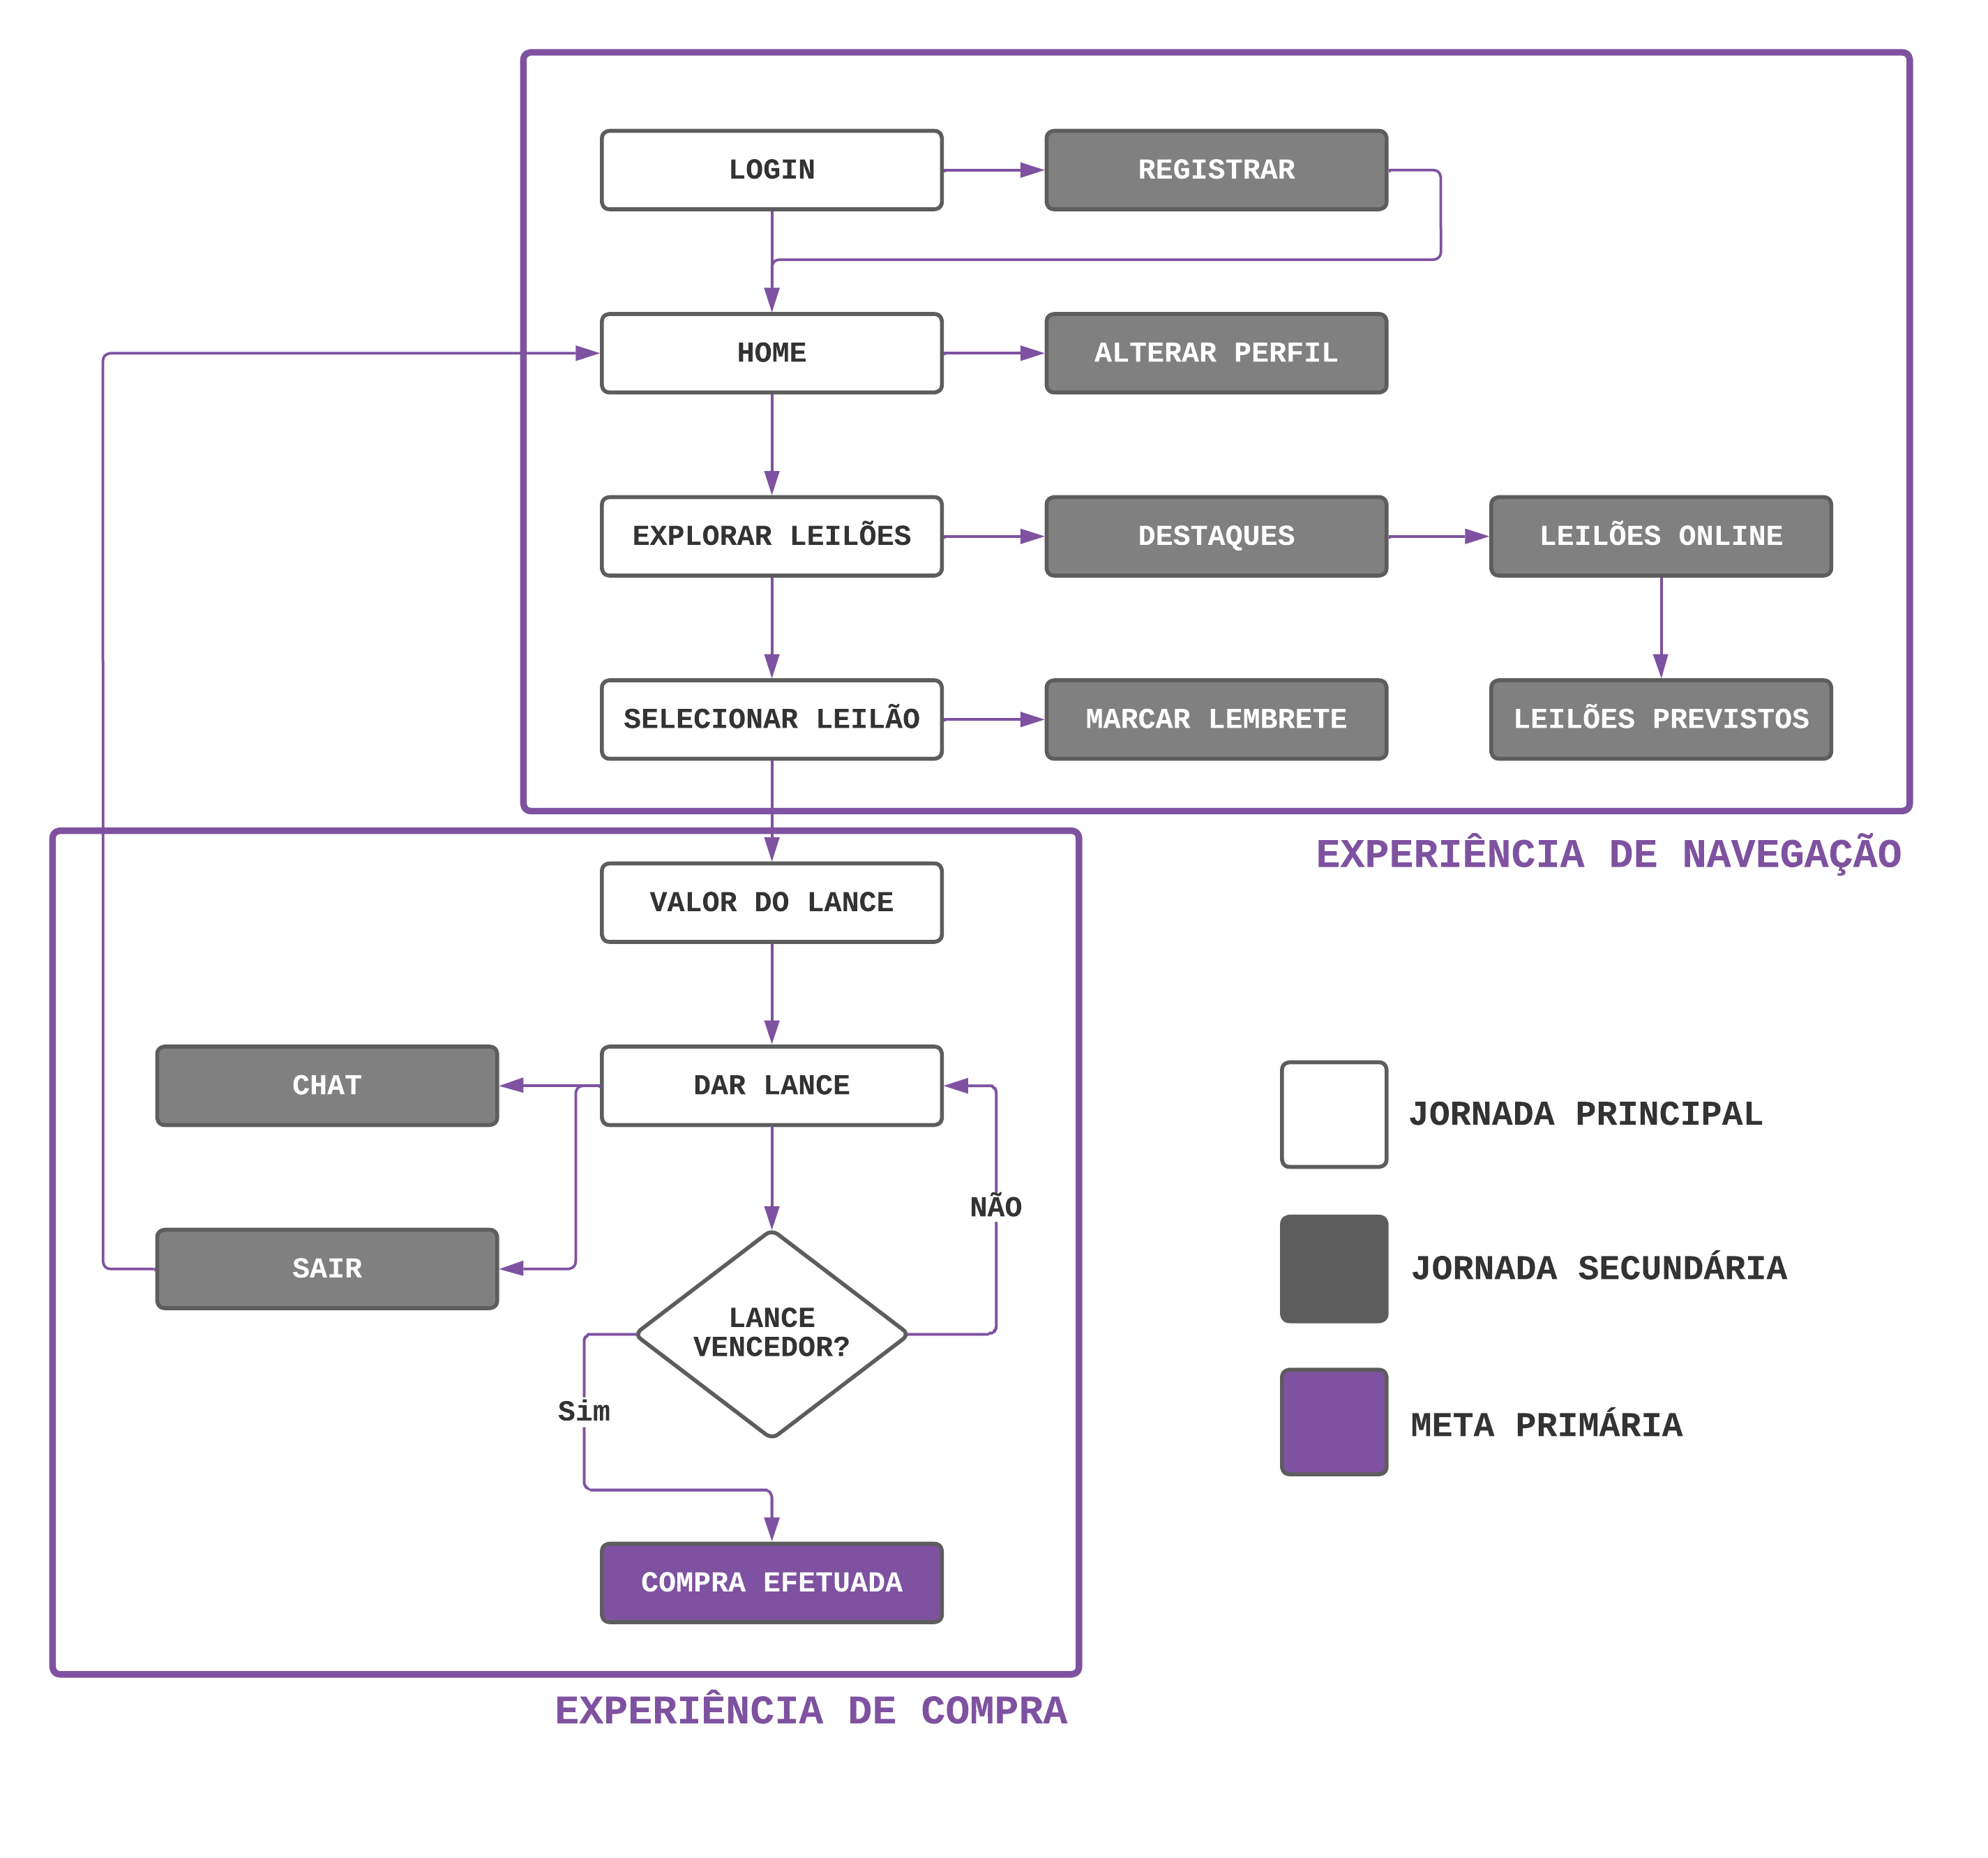 LOGIN
REGISTRAR
HOME
ALTERAR PERFIL
EXPLORAR LEILÕES
DESTAQUES
LEILÕES ONLINE
SELECIONAR LEILÃO
MARCAR LEMBRETE
LEILÕES PREVISTOS
EXPERIÊNCIA DE NAVEGAÇÃO
VALOR DO LANCE
CHAT
DAR LANCE
NÃO
SAIR
LANCE
VENCEDOR?
Sim
COMPRA EFETUADA
EXPERIÊNCIA DE COMPRA
JORNADA PRINCIPAL
JORNADA SECUNDÁRIA
META PRIMÁRIA